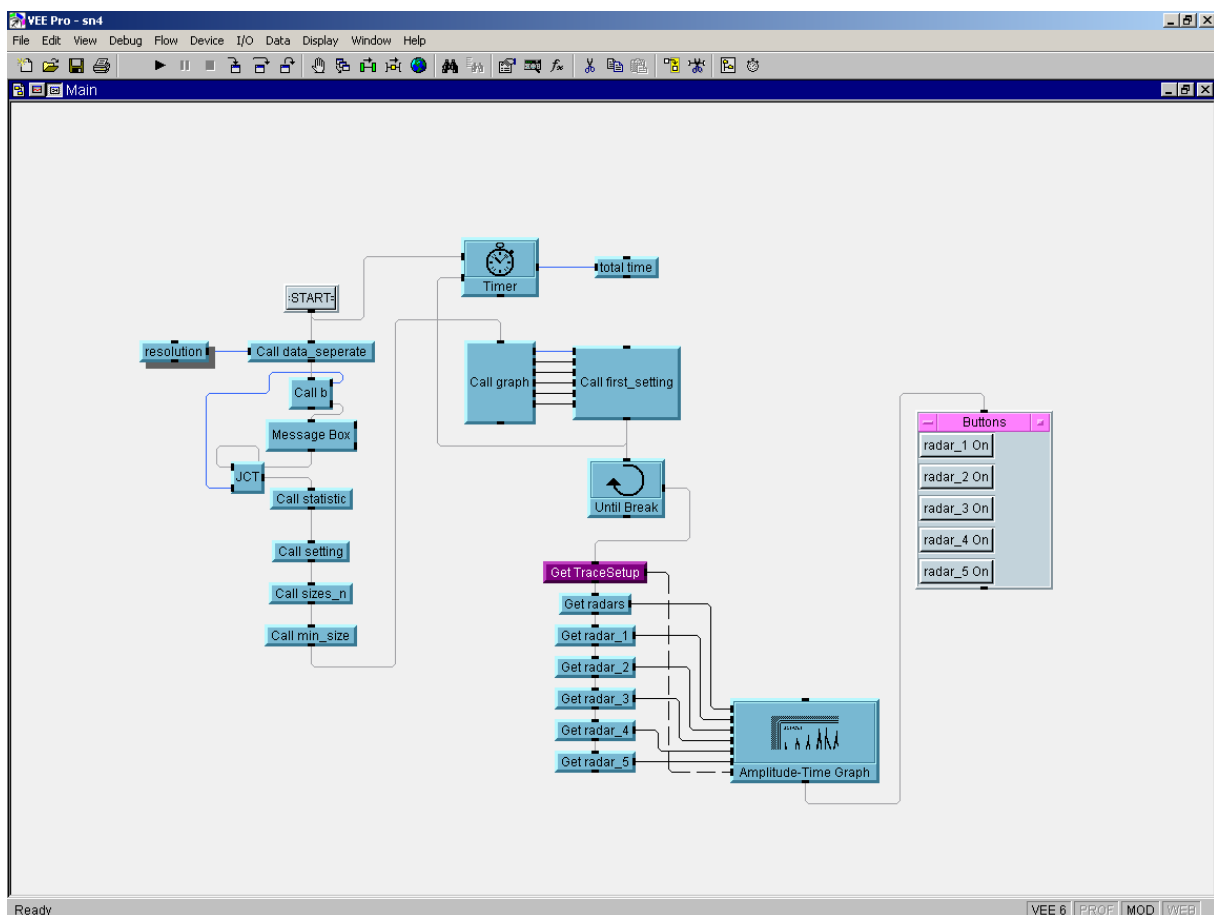 VEE Pro - sn4
File Edit View Debug Flow Device I/O Data Display Window Help
Main
Timer
total time
START
resolution
Call data_seperate
Call b
Message Box
JCT
Call statistic
Call setting
Call sizes_n
Call min_size
Call graph
Call first_setting
Until Break
Get TraceSetup
Get radars
Get radar_1
Get radar_2
Get radar_3
Get radar_4
Get radar_5
Amplitude-Time Graph
Buttons
radar_1 On
radar_2 On
radar_3 On
radar_4 On
radar_5 On
Ready
VEE 6 PROF MOD WEB